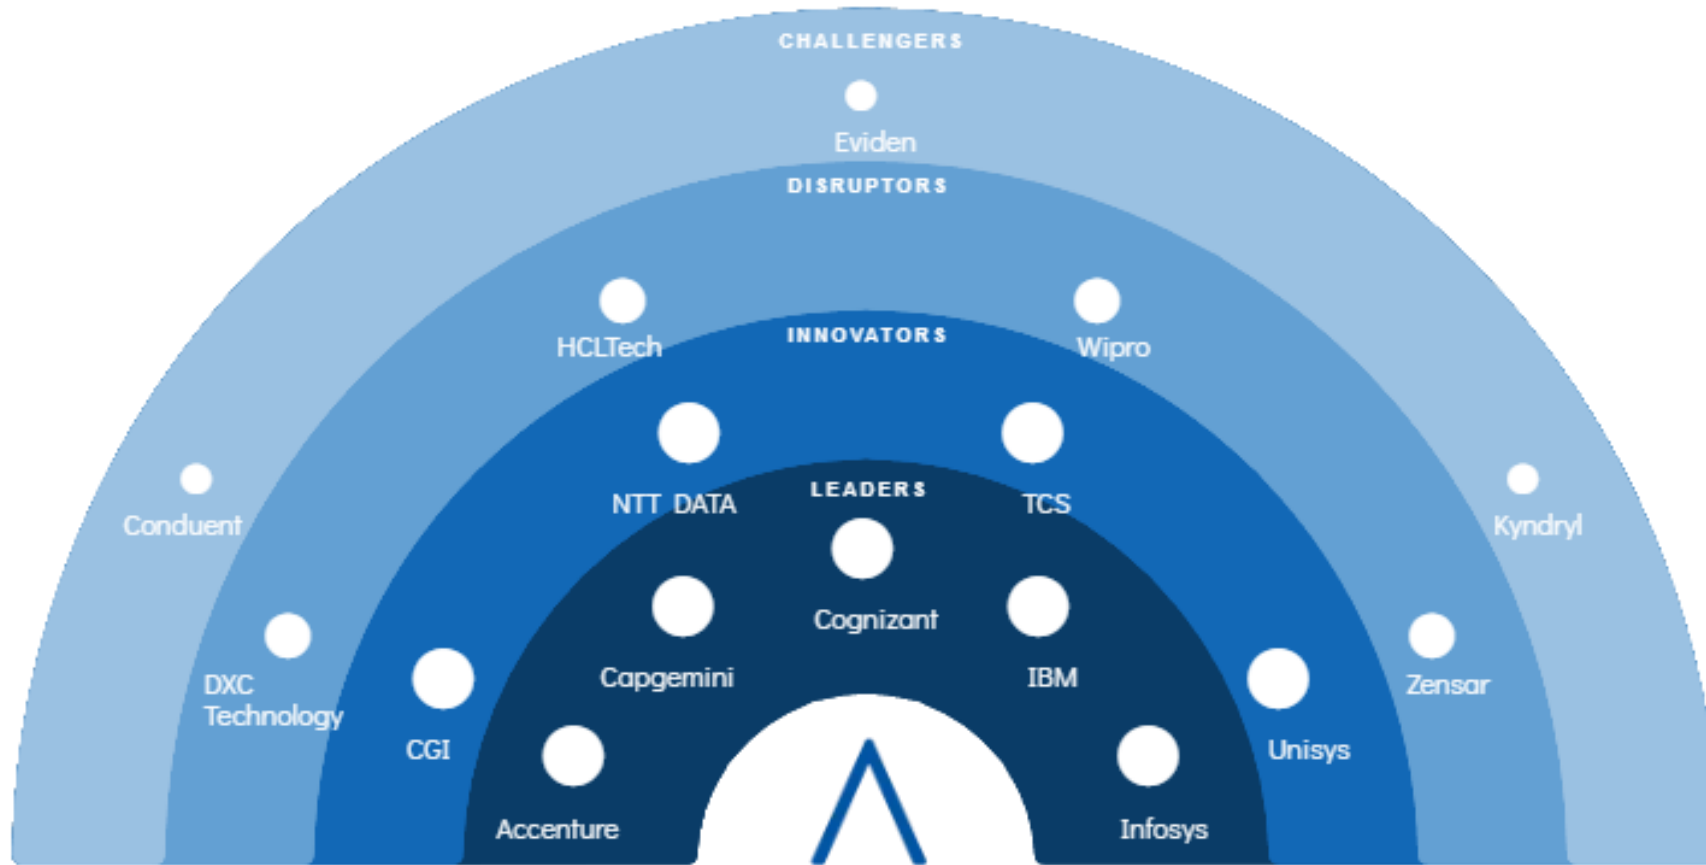 CHALLENGERS
Eviden
DISRUPTORS
HCLTech
Wipro
INNOVATORS
Conduent
NTT DATA
TCS
Kyndryl
LEADERS
Cognizant
Capgemini
IBM
DXC
Technology
Zensar
CGI
Unisys
Accenture
Infosys